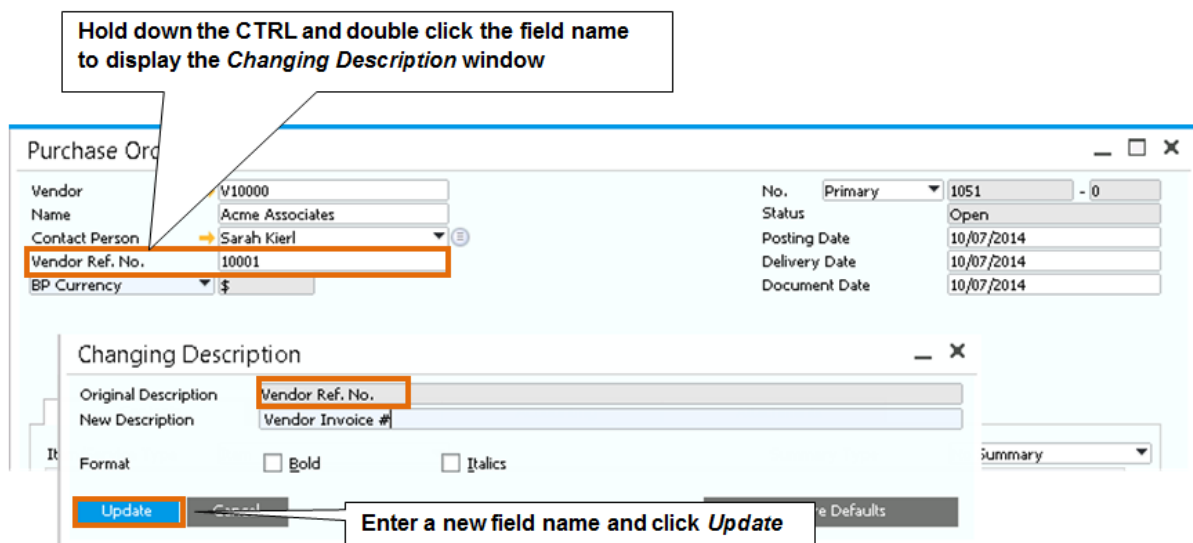 Hold down the CTRL and double click the field name
to display the Changing Description window
Purchase Ord
Vendor V10000
Name Acme Associates
Contact Person Sarah Kierl
Vendor Ref. No. 10001
BP Currency $
No. Primary 1051 - 0
Status Open
Posting Date 10/07/2014
Delivery Date 10/07/2014
Document Date 10/07/2014
Changing Description
Original Description Vendor Ref. No.
New Description Vendor Invoice #
It
Summary
Format Bold Italics
Update
e Defaults
Enter a new field name and click Update